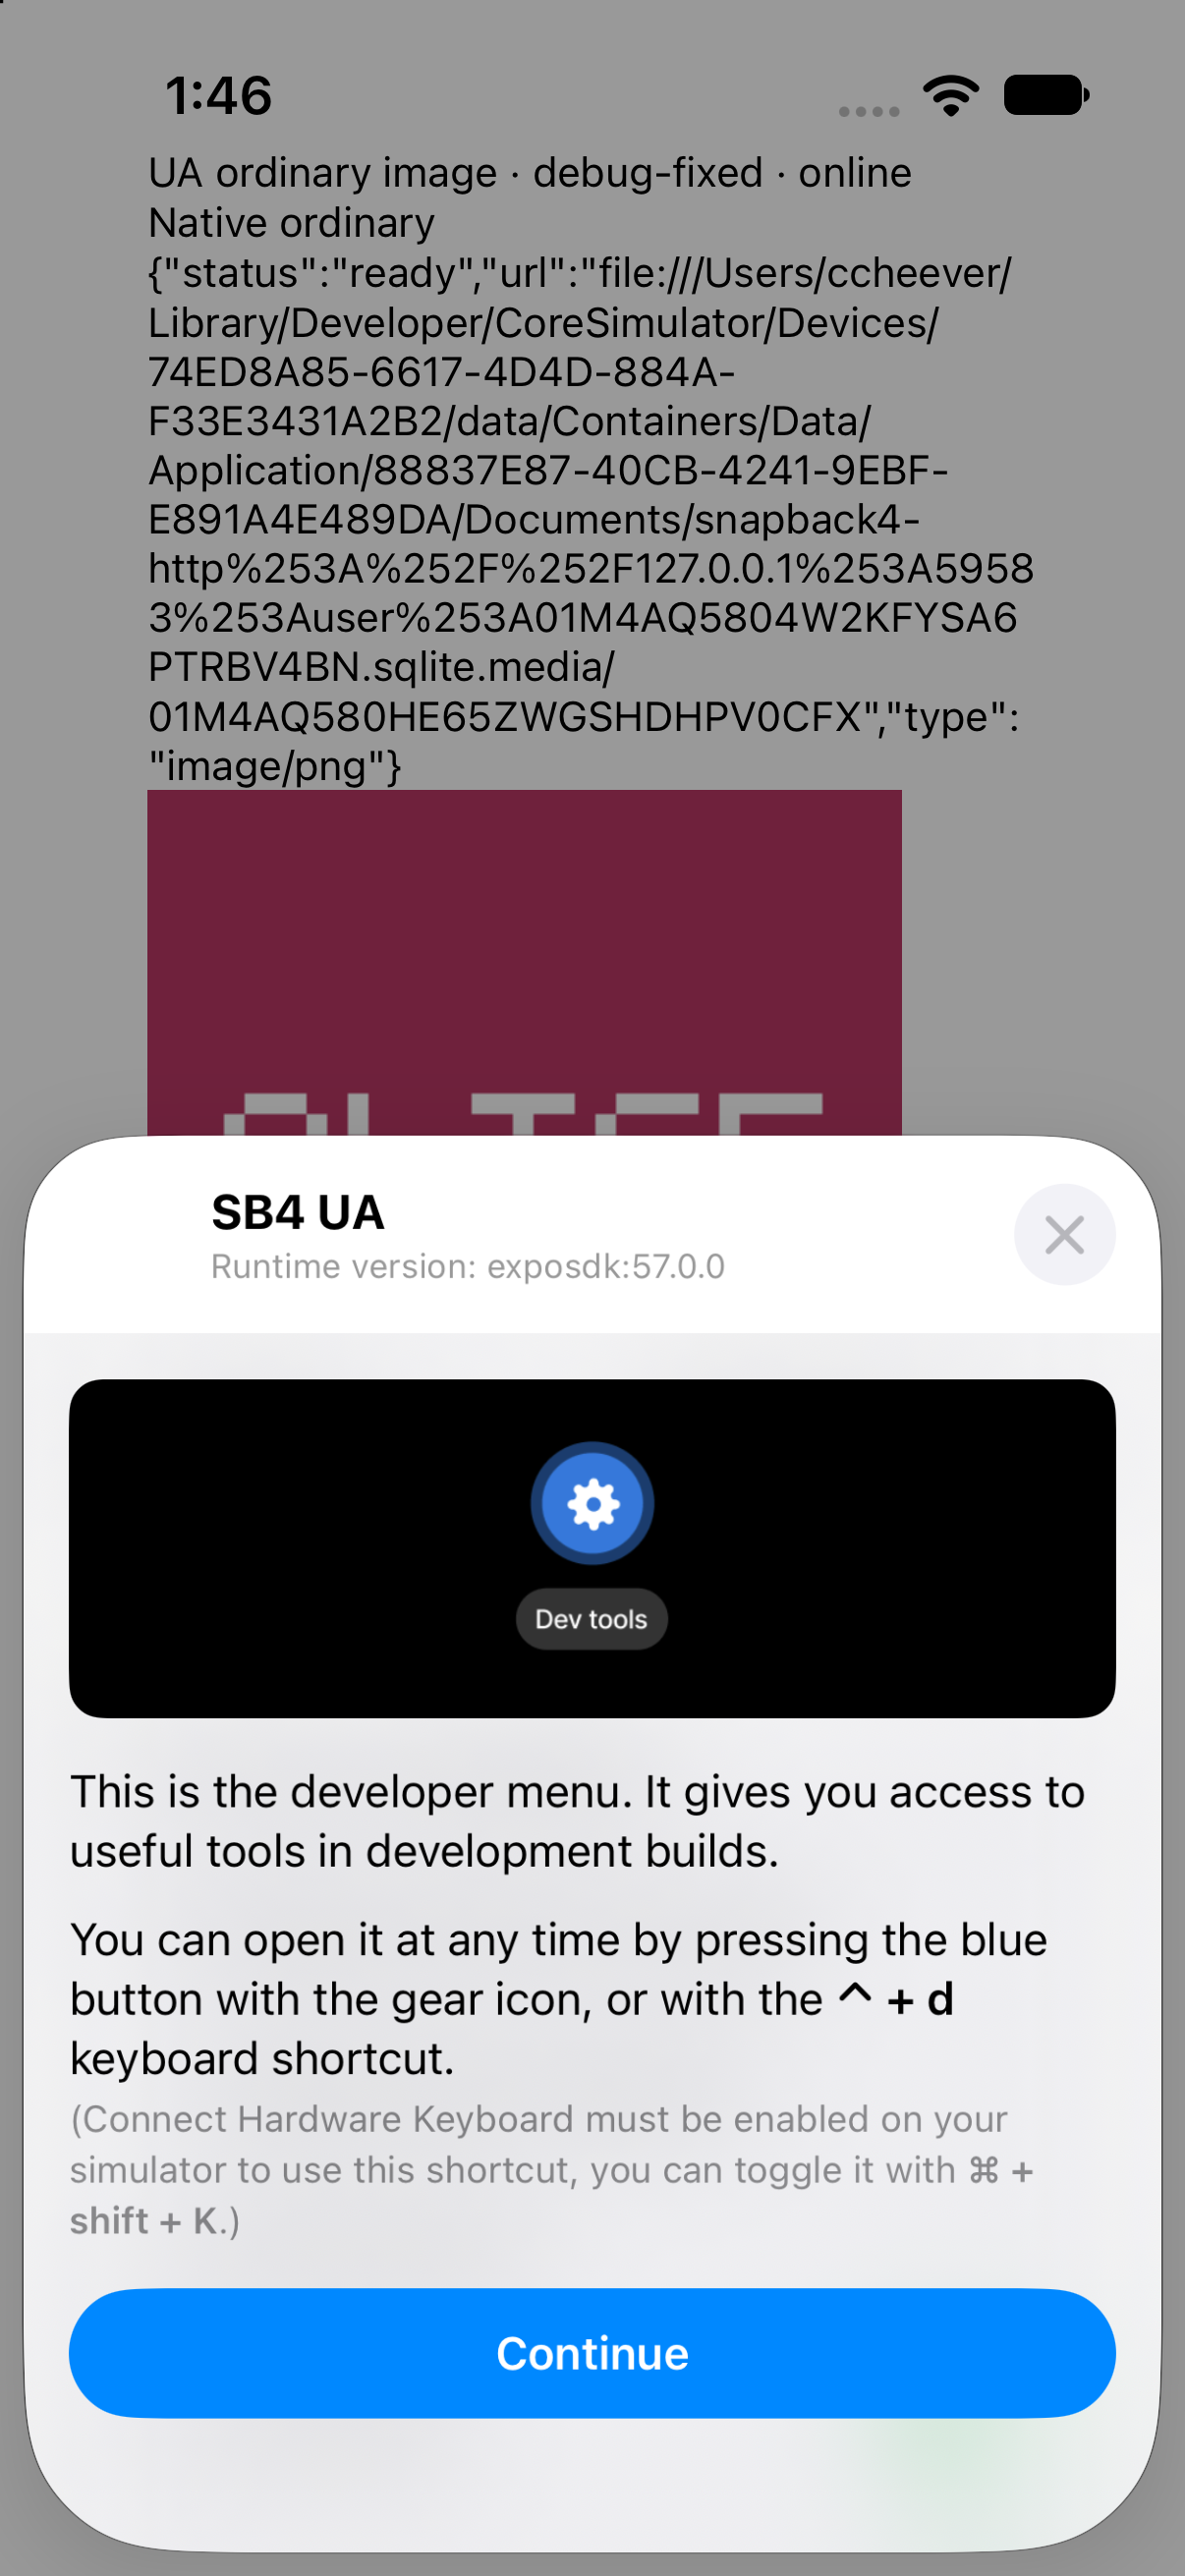 1:46
UA ordinary image · debug-fixed · online
Native ordinary
{"status":"ready","url":"file:///Users/ccheever/
Library/Developer/CoreSimulator/Devices/
74ED8A85-6617-4D4D-884A-
F33E3431A2B2/data/Containers/Data/
Application/88837E87-40CB-4241-9EBF-
E891A4E489DA/Documents/snapback4-
http%253A%252F%252F127.0.0.1%253A5958
3%253Auser%253A01M4AQ5804W2KFYSA6
PTRBV4BN.sqlite.media/
01M4AQ580HE65ZWGSHDHPV0CFX","type":
"image/png"}
SB4 UA
Runtime version: exposdk:57.0.0
Dev tools
This is the developer menu. It gives you access to
useful tools in development builds.
You can open it at any time by pressing the blue
button with the gear icon, or with the ^ + d
keyboard shortcut.
(Connect Hardware Keyboard must be enabled on your
simulator to use this shortcut, you can toggle it with ⌘ +
shift + K.)
Continue